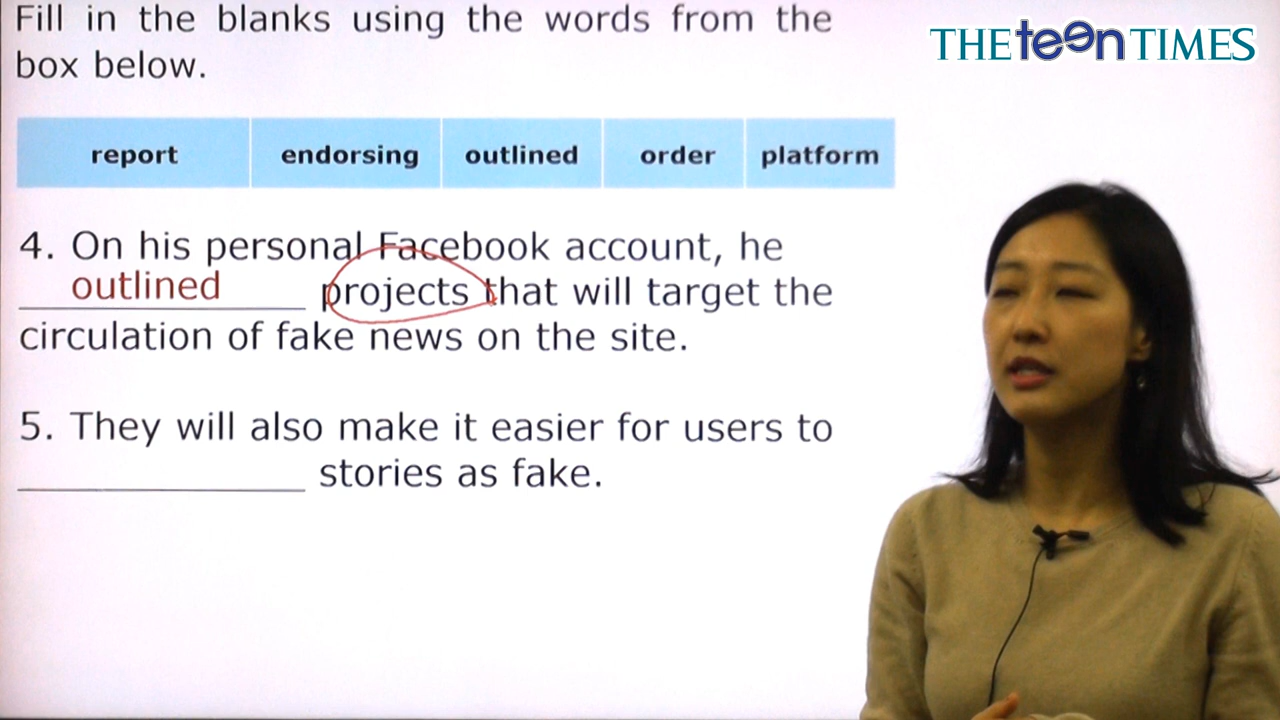 Fill in the blanks using the words from the
box below.
THE teen TIMES
report endorsing outlined order platform
4. On his personal Facebook account, he
outlined projects that will target the
circulation of fake news on the site.
5. They will also make it easier for users to
____________ stories as fake.